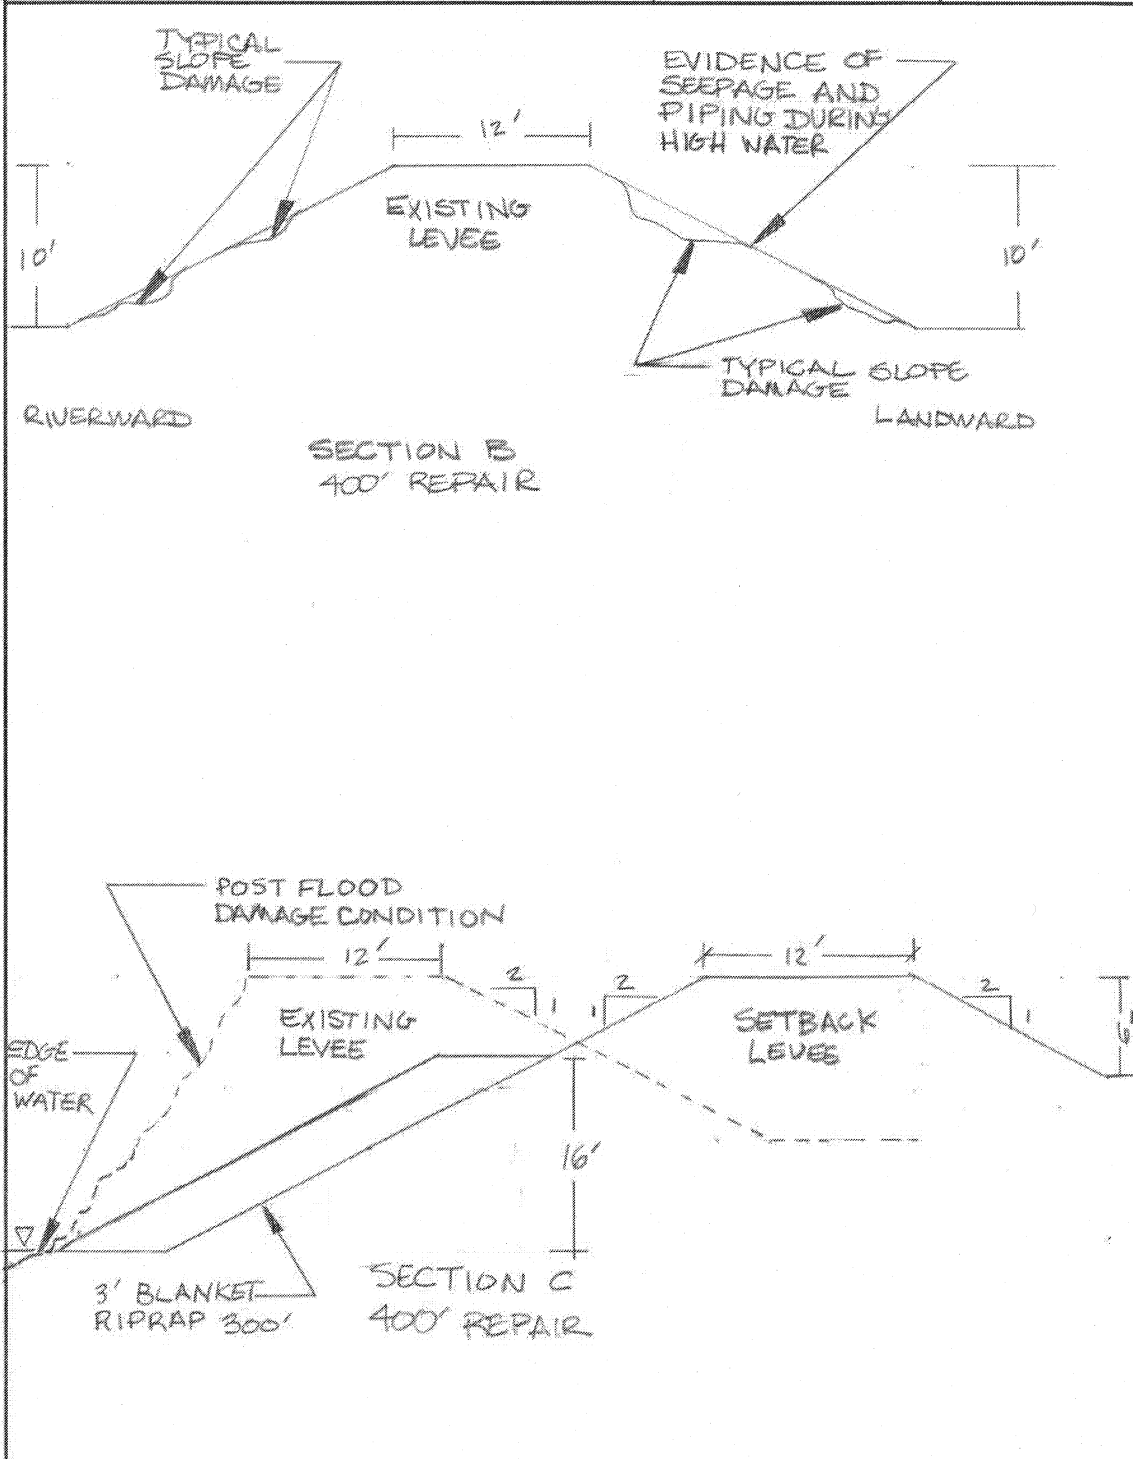 TYPICAL
SLOPE
DAMAGE
EVIDENCE OF
SEEPAGE AND
PIPING DURING
HIGH WATER
12'
EXISTING
LEVEE
10'
10'
TYPICAL SLOPE
DAMAGE
RIVERWARD
LANDWARD
SECTION B
400' REPAIR
POST FLOOD
DAMAGE CONDITION
12'
12'
2
1
2
1
2
1
EXISTING
LEVEE
SETBACK
LEVEE
6'
EDGE
OF
WATER
16'
3' BLANKET
RIPRAP 300'
SECTION C
400' REPAIR